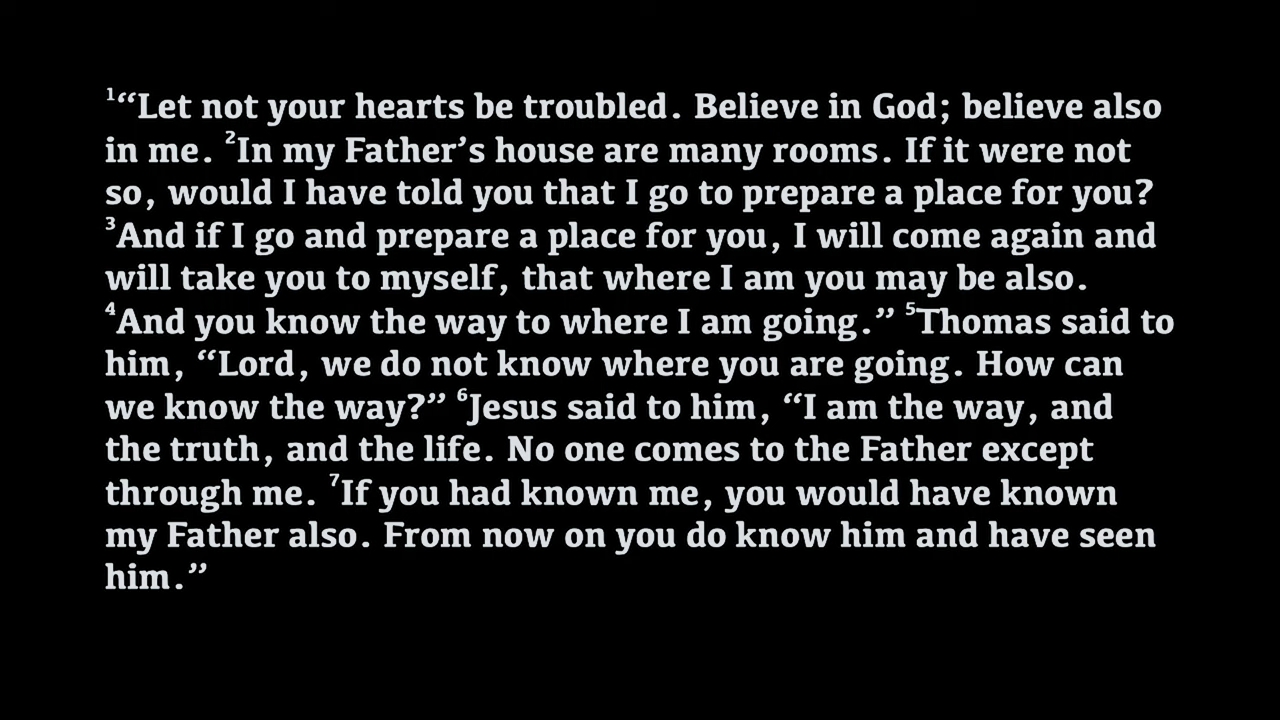 ¹“Let not your hearts be troubled. Believe in God; believe also
in me. ²In my Father’s house are many rooms. If it were not
so, would I have told you that I go to prepare a place for you?
³And if I go and prepare a place for you, I will come again and
will take you to myself, that where I am you may be also.
⁴And you know the way to where I am going.” ⁵Thomas said to
him, “Lord, we do not know where you are going. How can
we know the way?” ⁶Jesus said to him, “I am the way, and
the truth, and the life. No one comes to the Father except
through me. ⁷If you had known me, you would have known
my Father also. From now on you do know him and have seen
him.”